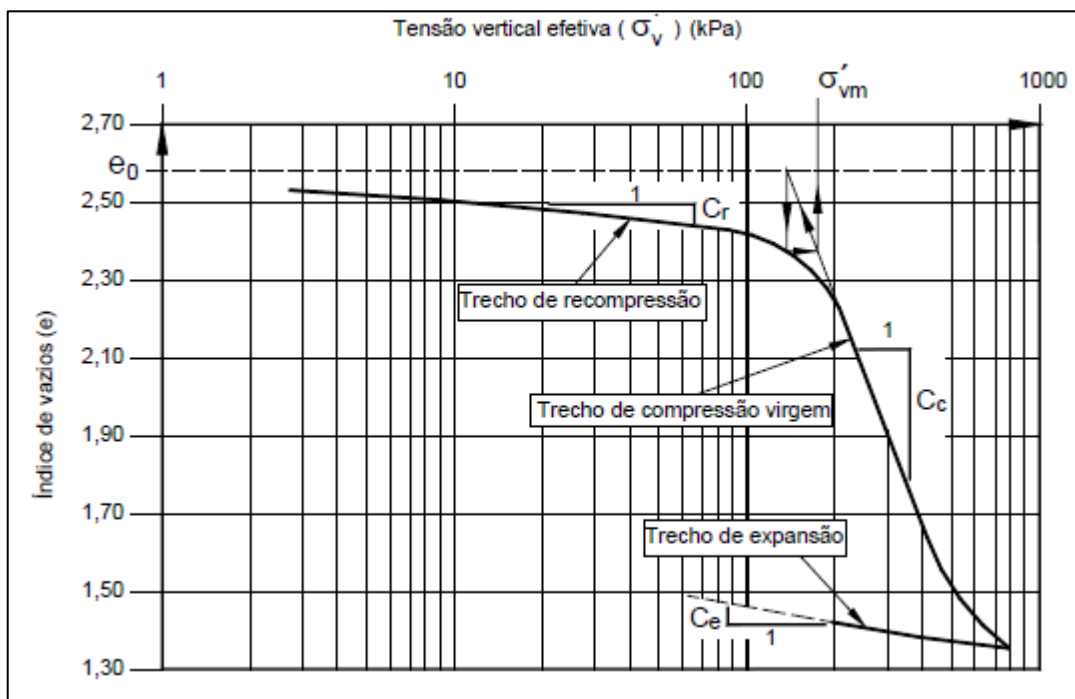 Tensão vertical efetiva ( σ'v ) (kPa)
1 10 100 σ'vm 1000
2,70
e0
2,50
2,30
2,10
1,90
1,70
1,50
1,30
Índice de vazios (e)
1
Cr
Trecho de recompressão
1
Cc
Trecho de compressão virgem
Trecho de expansão
Ce
1